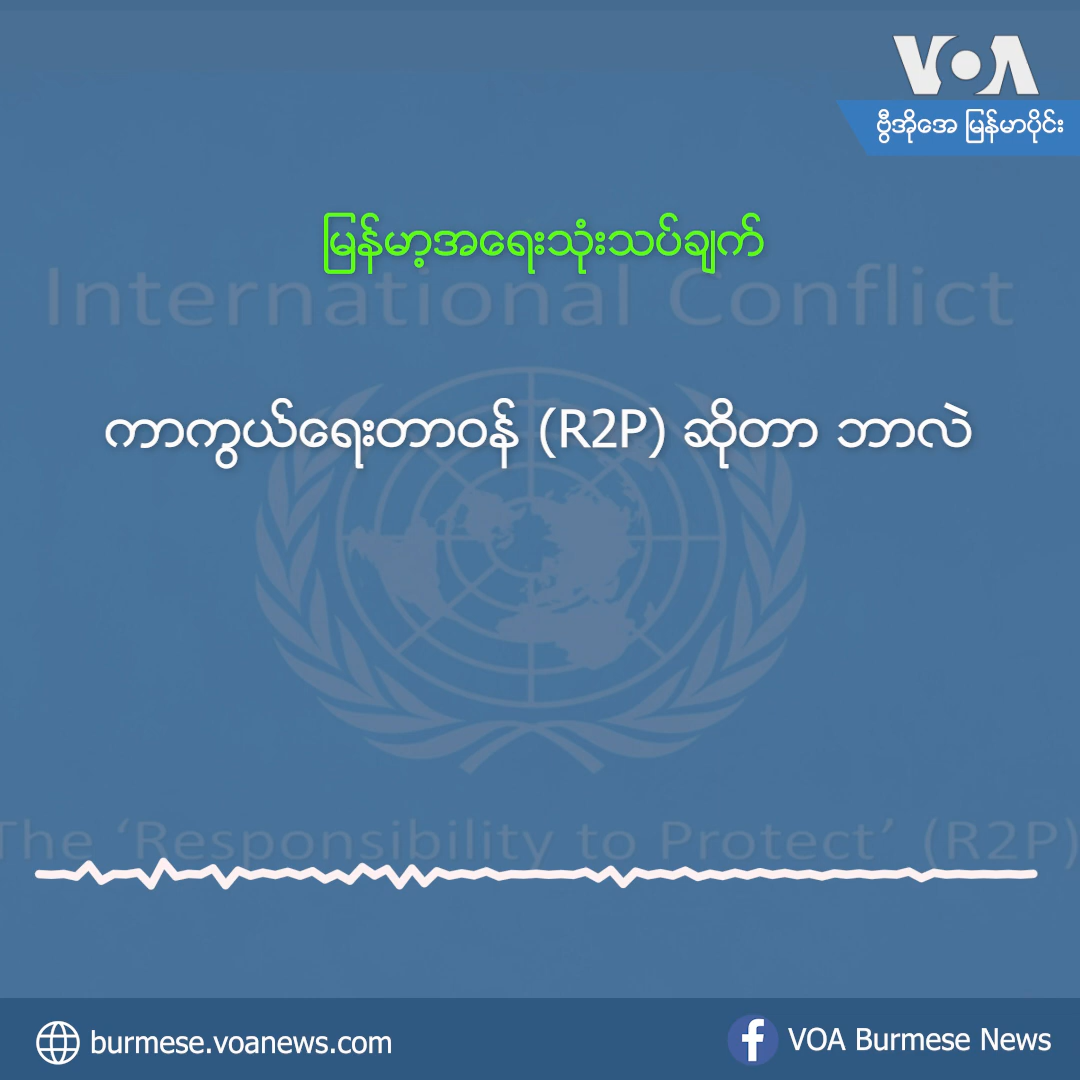 VOA
ဗွီအိုအေ မြန်မာပိုင်း
မြန်မာ့အရေးသုံးသပ်ချက်
International Conflict
ကာကွယ်ရေးတာဝန် (R2P) ဆိုတာ ဘာလဲ
The ‘Responsibility to Protect’ (R2P)
burmese.voanews.com
VOA Burmese News